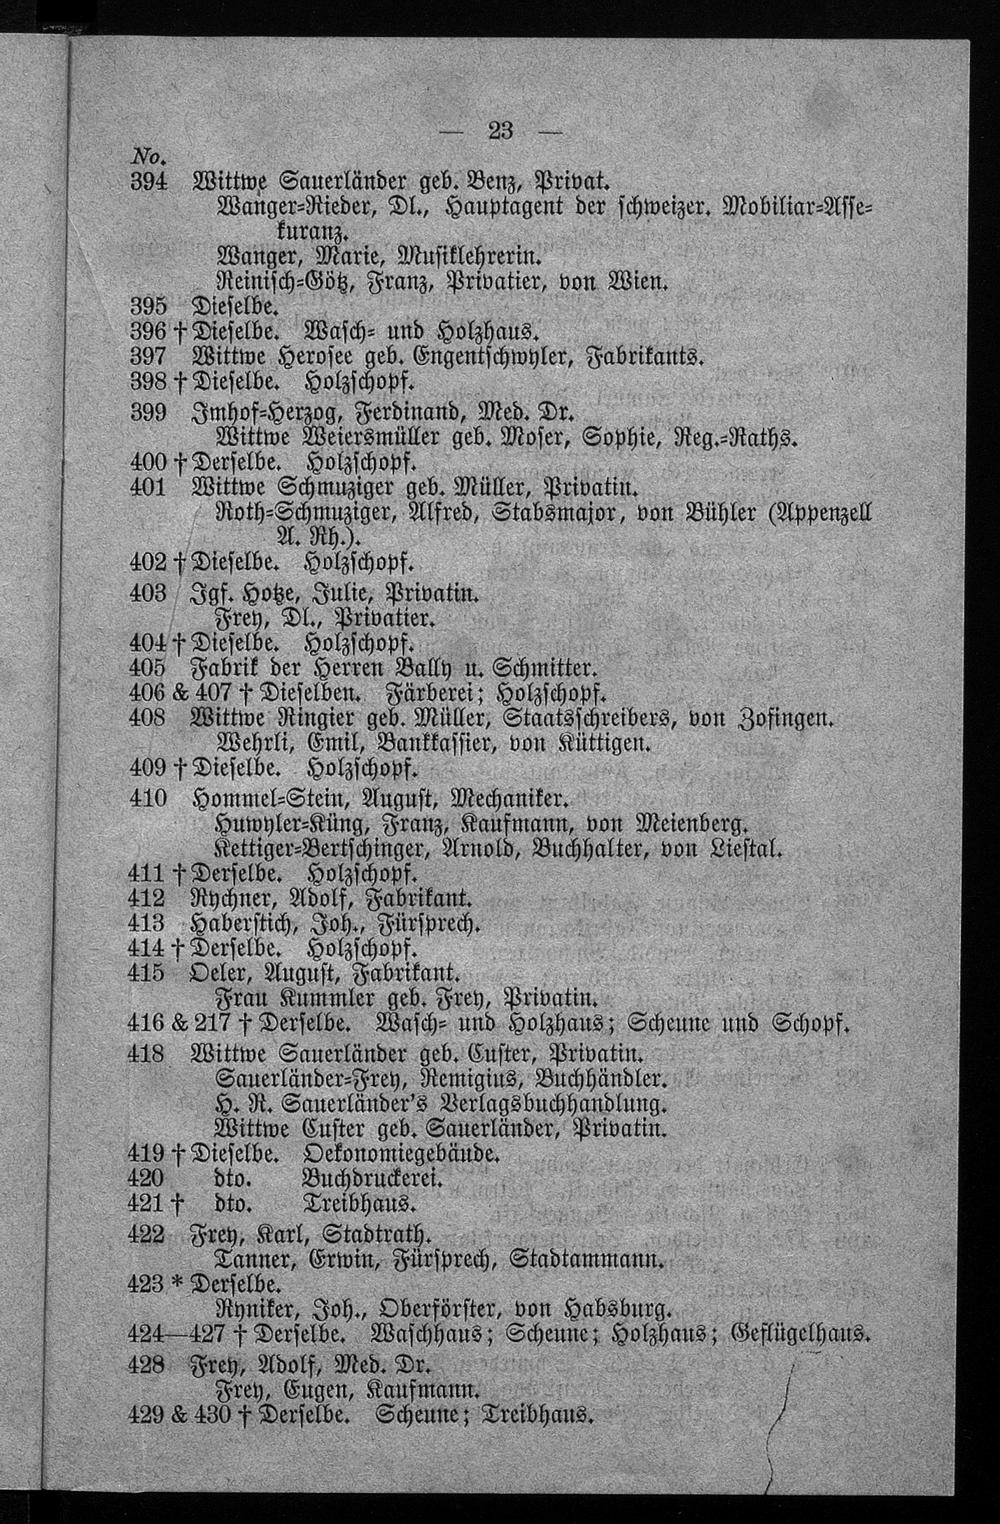 — 23 —
No.
394 Wittwe Sauerländer geb. Benz, Privat.
Wanger-Rieder, Dl., Hauptagent der schweizer. Mobiliar-Asse-
kuranz.
Wanger, Marie, Musiklehrerin.
Reinisch-Götz, Franz, Privatier, von Wien.
395 Dieselbe.
396 † Dieselbe. Wasch- und Holzhaus.
397 Wittwe Herosee geb. Engentschwyler, Fabrikants.
398 † Dieselbe. Holzschopf.
399 Imhof-Herzog, Ferdinand, Med. Dr.
Wittwe Weiersmüller geb. Moser, Sophie, Reg.-Raths.
400 † Derselbe. Holzschopf.
401 Wittwe Schmuziger geb. Müller, Privatin.
Roth-Schmuziger, Alfred, Stabsmajor, von Bühler (Appenzell
A. Rh.).
402 † Dieselbe. Holzschopf.
403 Igf. Hotze, Julie, Privatin.
Frey, Dl., Privatier.
404 † Dieselbe. Holzschopf.
405 Fabrik der Herren Bally u. Schmitter.
406 & 407 † Dieselben. Färberei; Holzschopf.
408 Wittwe Ringier geb. Müller, Staatsschreibers, von Zofingen.
Wehrli, Emil, Bankkassier, von Küttigen.
409 † Dieselbe. Holzschopf.
410 Hommel-Stein, August, Mechaniker.
Huwyler-Küng, Franz, Kaufmann, von Meienberg.
Kettiger-Bertschinger, Arnold, Buchhalter, von Liestal.
411 † Derselbe. Holzschopf.
412 Rychner, Adolf, Fabrikant.
413 Haberstich, Joh., Fürsprech.
414 † Derselbe. Holzschopf.
415 Oeler, August, Fabrikant.
Frau Kummler geb. Frey, Privatin.
416 & 217 † Derselbe. Wasch- und Holzhaus; Scheune und Schopf.
418 Wittwe Sauerländer geb. Custer, Privatin.
Sauerländer-Frey, Remigius, Buchhändler.
H. R. Sauerländer's Verlagsbuchhandlung.
Wittwe Custer geb. Sauerländer, Privatin.
419 † Dieselbe. Oekonomiegebäude.
420 dto. Buchdruckerei.
421 † dto. Treibhaus.
422 Frey, Karl, Stadtrath.
Tanner, Erwin, Fürsprech, Stadtammann.
423 * Derselbe.
Ryniker, Joh., Oberförster, von Habsburg.
424—427 † Derselbe. Waschhaus; Scheune; Holzhaus; Geflügelhaus.
428 Frey, Adolf, Med. Dr.
Frey, Eugen, Kaufmann.
429 & 430 † Derselbe. Scheune; Treibhaus.